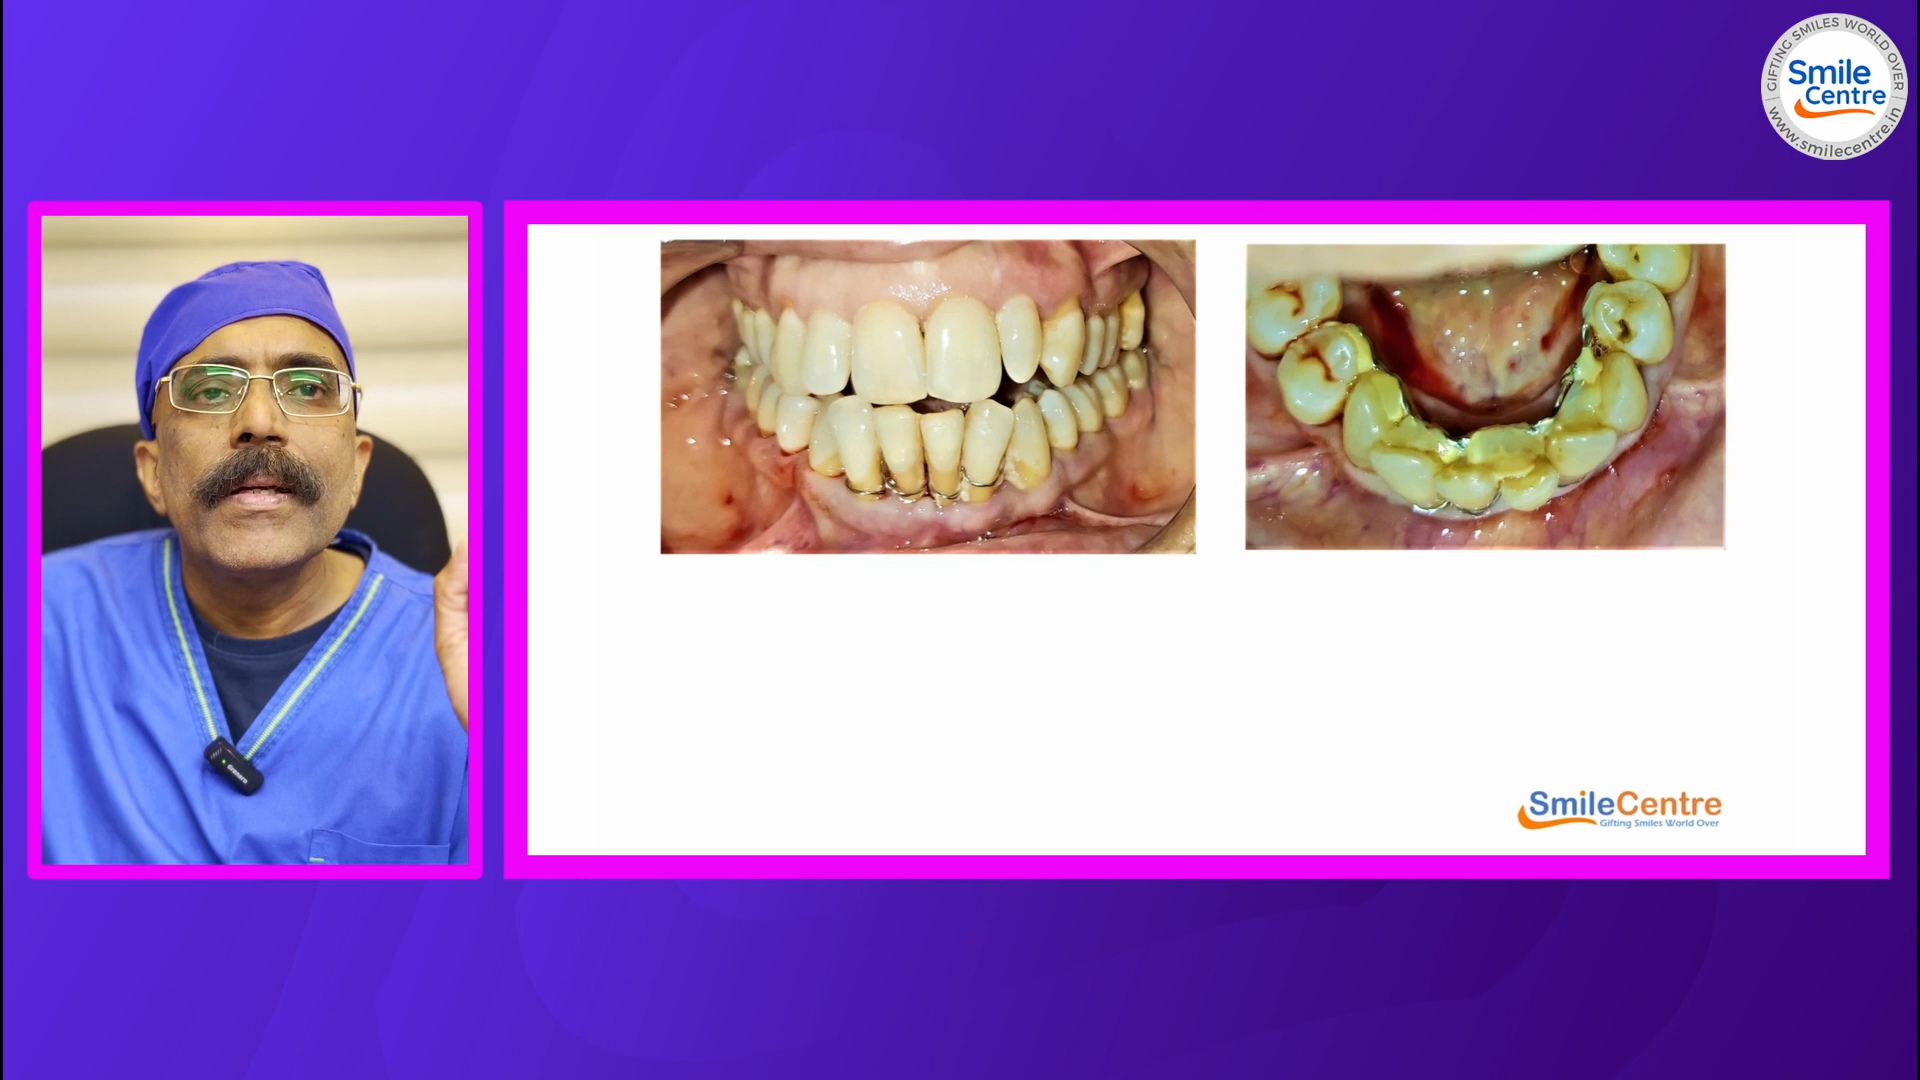 GIFTING SMILES WORLD OVER
Smile
Centre
www.smilecentre.in
SmileCentre
Gifting Smiles World Over